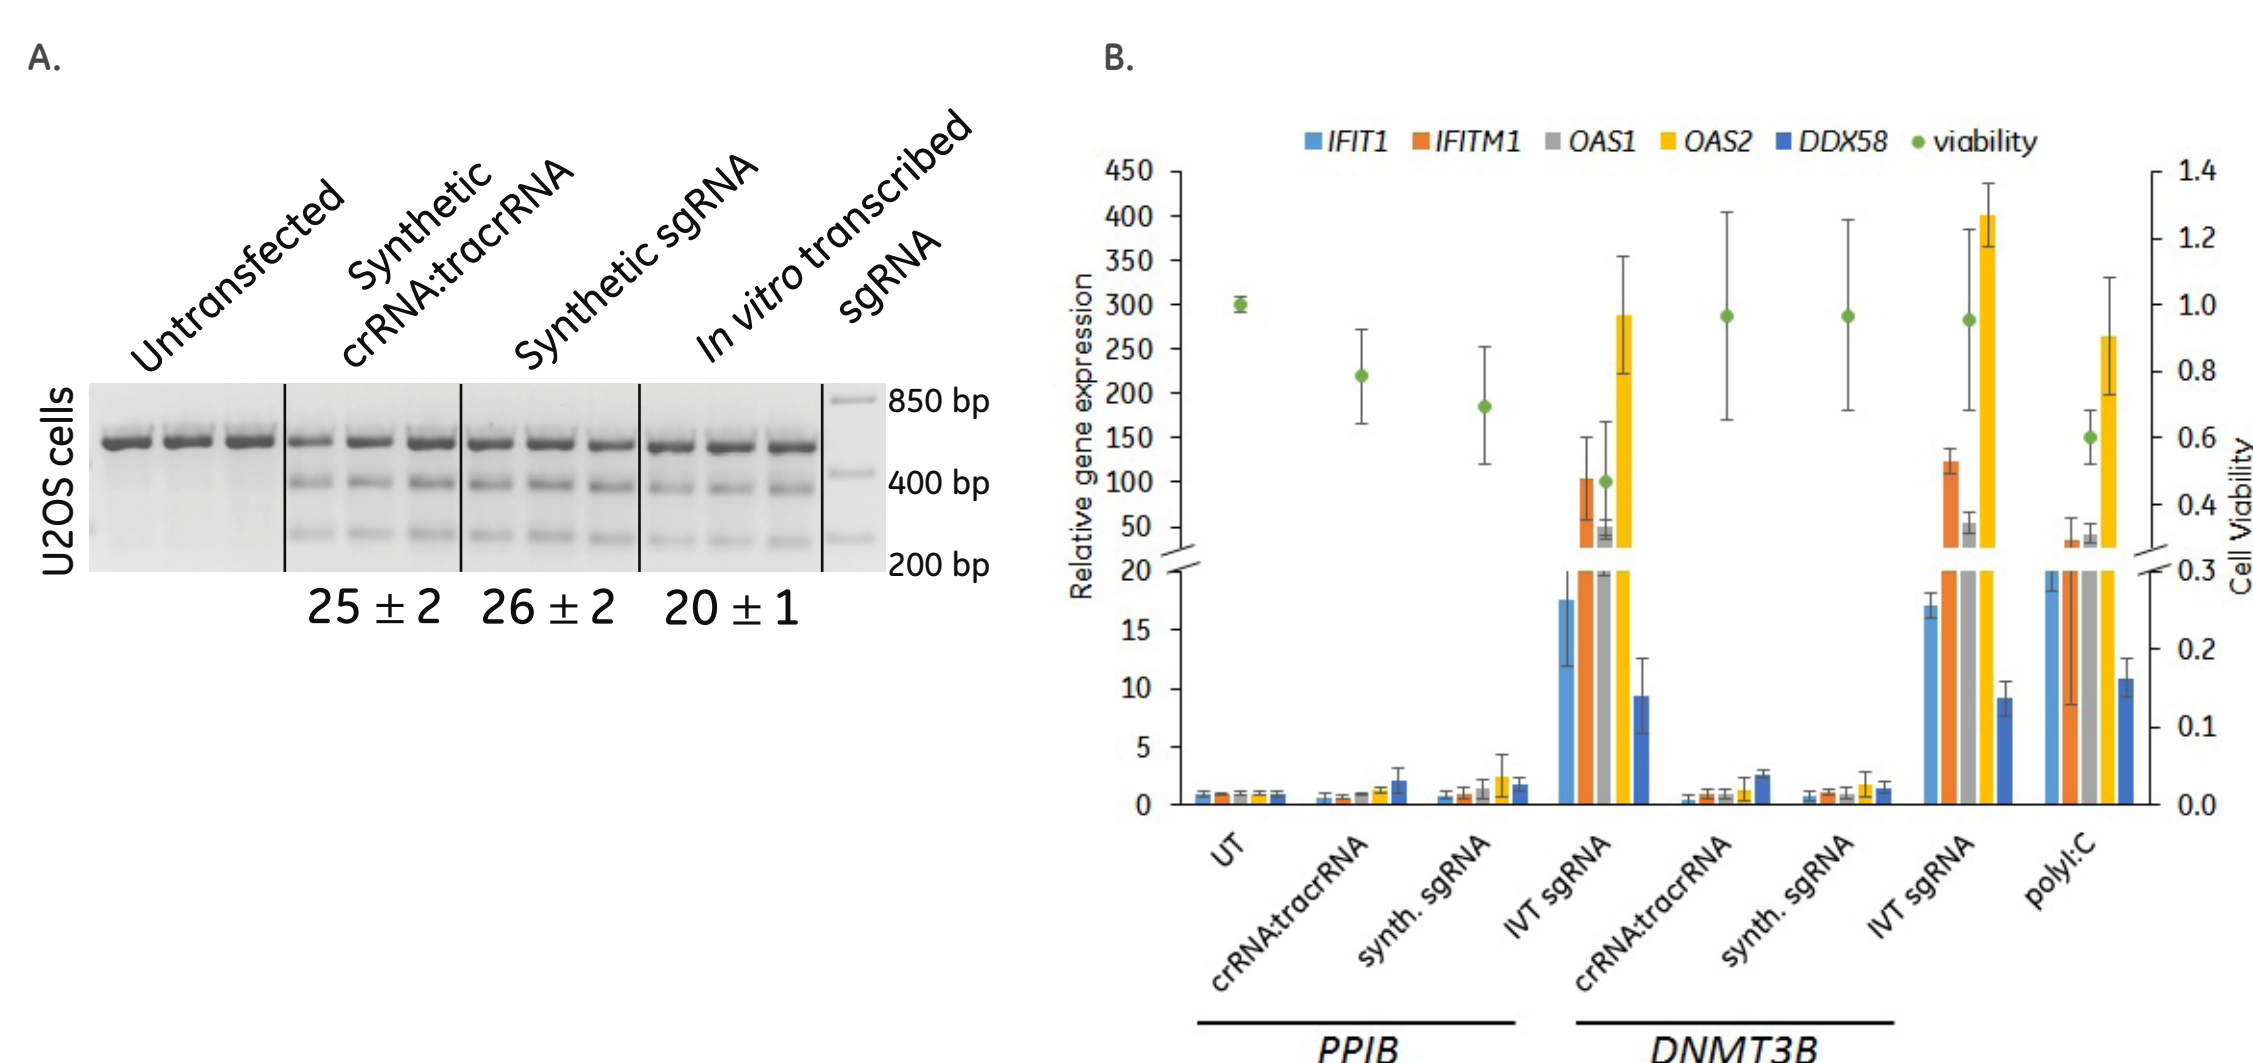 A.
Untransfected
Synthetic
crRNA:tracrRNA
Synthetic sgRNA
In vitro transcribed
sgRNA
U2OS cells
850 bp
400 bp
200 bp
25 ± 2
26 ± 2
20 ± 1
B.
IFIT1 IFITM1 OAS1 OAS2 DDX58 viability
Relative gene expression
450
400
350
300
250
200
150
100
50
20
15
10
5
0
1.4
1.2
1.0
0.8
0.6
0.4
0.3
0.2
0.1
0.0
Cell Viability
UT
crRNA:tracrRNA
synth. sgRNA
IVT sgRNA
crRNA:tracrRNA
synth. sgRNA
IVT sgRNA
polyI:C
PPIB
DNMT3B